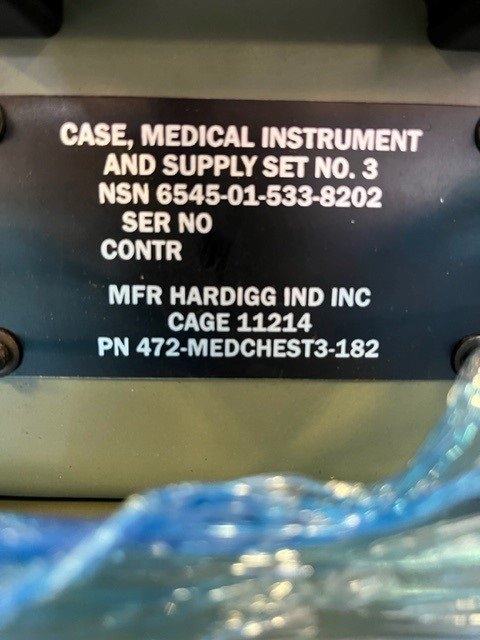 CASE, MEDICAL INSTRUMENT
AND SUPPLY SET NO. 3
NSN 6545-01-533-8202
SER NO
CONTR
MFR HARDIGG IND INC
CAGE 11214
PN 472-MEDCHEST3-182